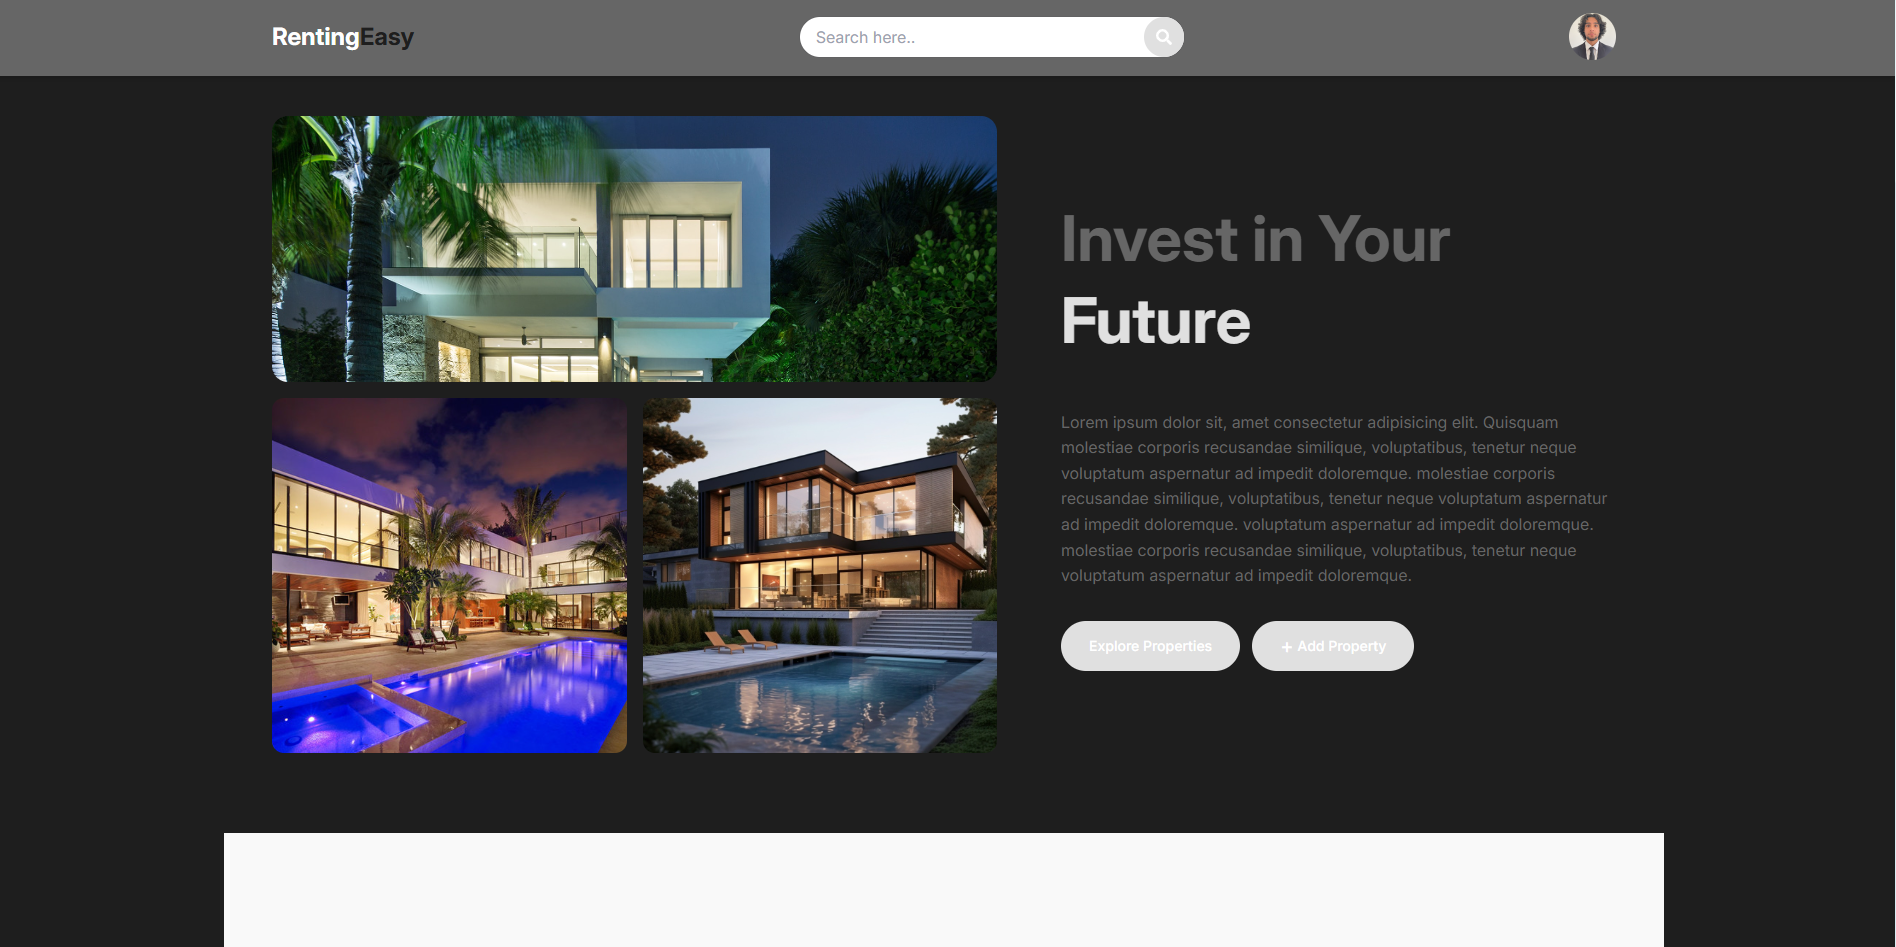 RentingEasy
Search here..
Invest in Your
Future
Lorem ipsum dolor sit, amet consectetur adipisicing elit. Quisquam
molestiae corporis recusandae similique, voluptatibus, tenetur neque
voluptatum aspernatur ad impedit doloremque. molestiae corporis
recusandae similique, voluptatibus, tenetur neque voluptatum aspernatur
ad impedit doloremque. voluptatum aspernatur ad impedit doloremque.
molestiae corporis recusandae similique, voluptatibus, tenetur neque
voluptatum aspernatur ad impedit doloremque.
Explore Properties
+ Add Property